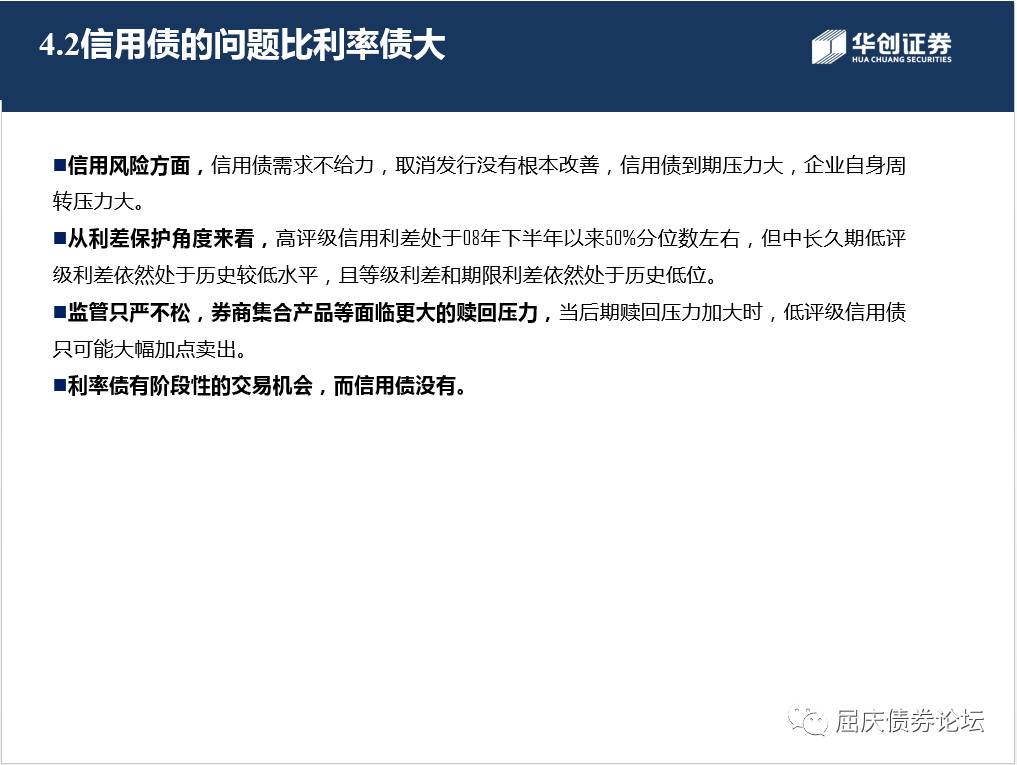 4.2信用债的问题比利率债大
华创证券
HUA CHUANG SECURITIES
■信用风险方面，信用债需求不给力，取消发行没有根本改善，信用债到期压力大，企业自身周
转压力大。
■从利差保护角度来看，高评级信用利差处于08年下半年以来50%分位数左右，但中长久期低评
级利差依然处于历史较低水平，且等级利差和期限利差依然处于历史低位。
■监管只严不松，券商集合产品等面临更大的赎回压力，当后期赎回压力加大时，低评级信用债
只可能大幅加点卖出。
■利率债有阶段性的交易机会，而信用债没有。
屈庆债券论坛